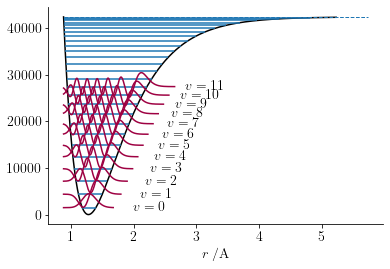 40000
30000
20000
10000
0
v = 11
v = 10
v = 9
v = 8
v = 7
v = 6
v = 5
v = 4
v = 3
v = 2
v = 1
v = 0
1 2 3 4 5
r /A